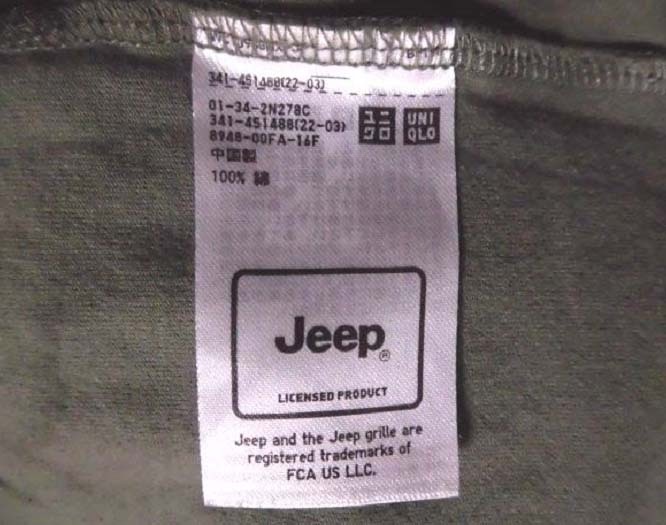 341-451488(22-03)
01-34-2N278C
341-451488(22-03)
8948-00FA-16F
中国製
100% 綿
ユニ
クロ
UNI
QLO
Jeep®
LICENSED PRODUCT
Jeep and the Jeep grille are
registered trademarks of
FCA US LLC.